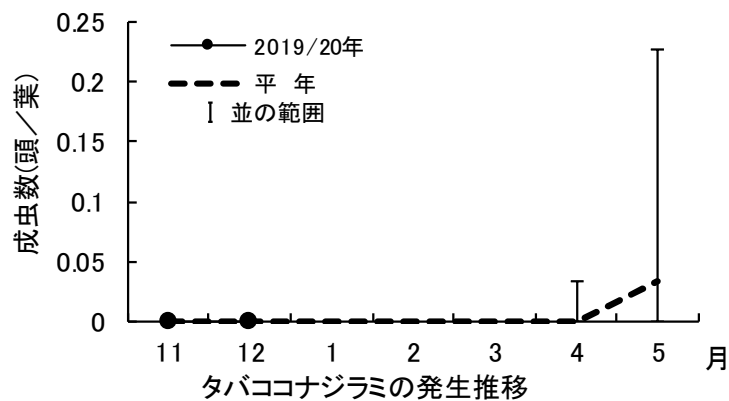 0.25
0.2
0.15
0.1
0.05
0
成虫数(頭／葉)
2019/20年
平 年
並の範囲
11 12 1 2 3 4 5 月
タバココナジラミの発生推移